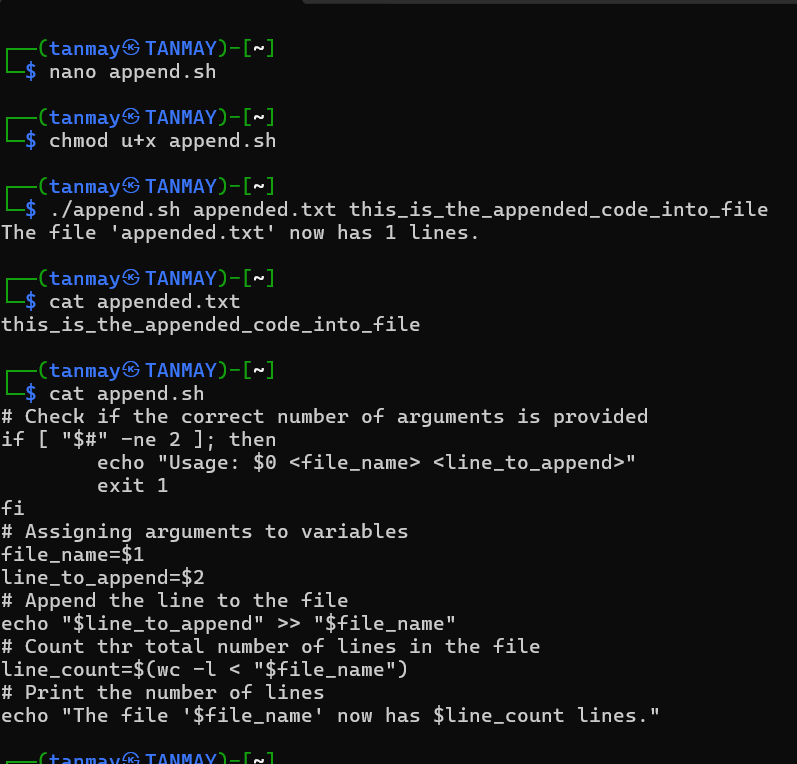 ┌──(tanmay㉿TANMAY)-[~]
└─$ nano append.sh
┌──(tanmay㉿TANMAY)-[~]
└─$ chmod u+x append.sh
┌──(tanmay㉿TANMAY)-[~]
└─$ ./append.sh appended.txt this_is_the_appended_code_into_file
The file 'appended.txt' now has 1 lines.
┌──(tanmay㉿TANMAY)-[~]
└─$ cat appended.txt
this_is_the_appended_code_into_file
┌──(tanmay㉿TANMAY)-[~]
└─$ cat append.sh
# Check if the correct number of arguments is provided
if [ "$#" -ne 2 ]; then
        echo "Usage: $0 <file_name> <line_to_append>"
        exit 1
fi
# Assigning arguments to variables
file_name=$1
line_to_append=$2
# Append the line to the file
echo "$line_to_append" >> "$file_name"
# Count thr total number of lines in the file
line_count=$(wc -l < "$file_name")
# Print the number of lines
echo "The file '$file_name' now has $line_count lines."
┌──(tanmay㉿TANMAY)-[~]